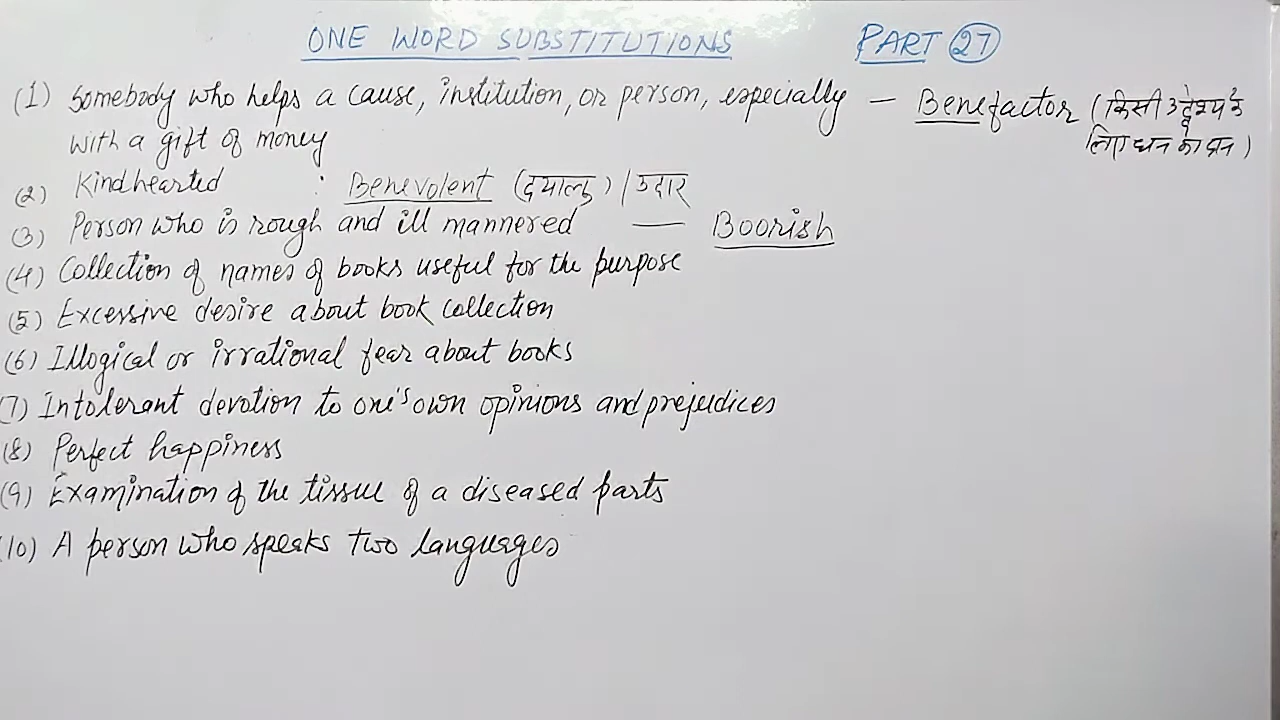 ONE WORD SUBSTITUTIONS PART 27
(1) Somebody who helps a cause, institution, or person, especially — Benefactor (किसी उद्देश्य के
with a gift of money लिए धन का दान)
(2) Kindhearted : Benevolent (दयालु) / उदार
(3) Person who is rough and ill mannered — Boorish
(4) Collection of names of books useful for the purpose
(5) Excessive desire about book collection
(6) Illogical or irrational fear about books
(7) Intolerant devotion to one's own opinions and prejudices
(8) Perfect happiness
(9) Examination of the tissue of a diseased parts
(10) A person who speaks two languages